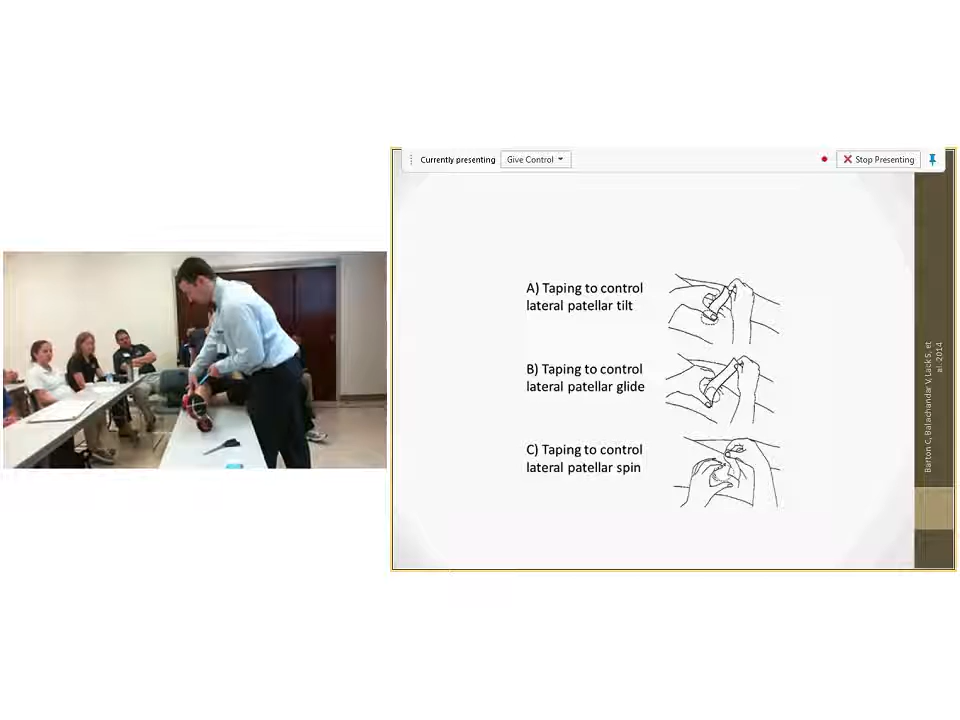 Currently presenting
Give Control
Stop Presenting
A) Taping to control
lateral patellar tilt
B) Taping to control
lateral patellar glide
C) Taping to control
lateral patellar spin
Barton C, Balachandar V, Lack S, et
al. 2014